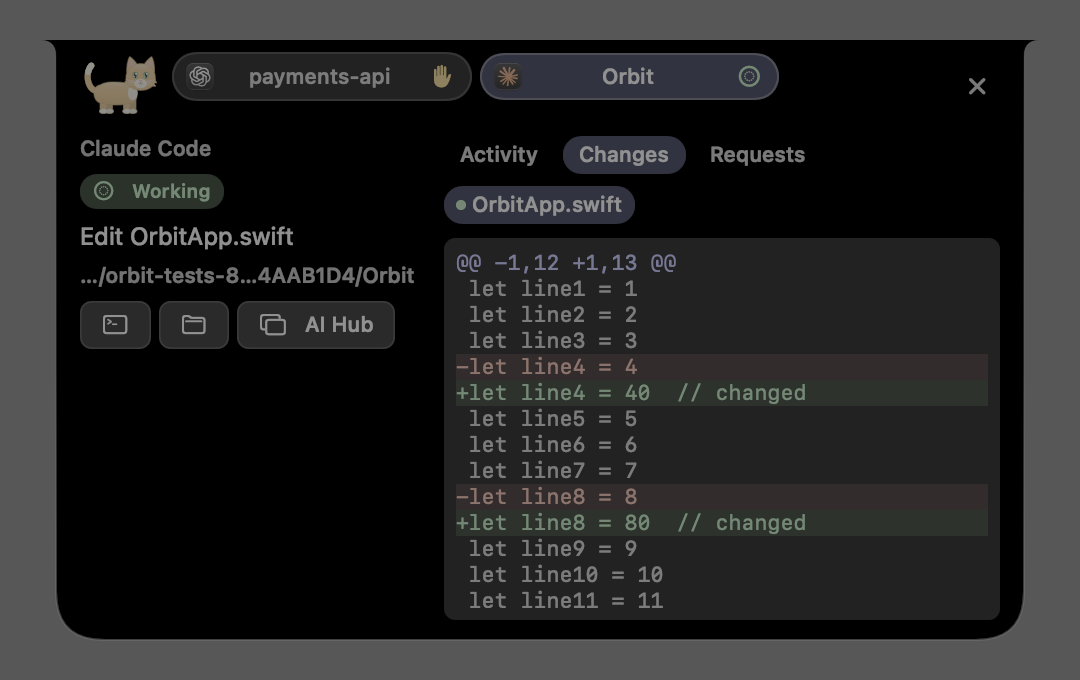 payments-api
Orbit
Claude Code
Working
Edit OrbitApp.swift
.../orbit-tests-8...4AAB1D4/Orbit
AI Hub
Activity
Changes
Requests
OrbitApp.swift
@@ -1,12 +1,13 @@
 let line1 = 1
 let line2 = 2
 let line3 = 3
-let line4 = 4
+let line4 = 40  // changed
 let line5 = 5
 let line6 = 6
 let line7 = 7
-let line8 = 8
+let line8 = 80  // changed
 let line9 = 9
 let line10 = 10
 let line11 = 11